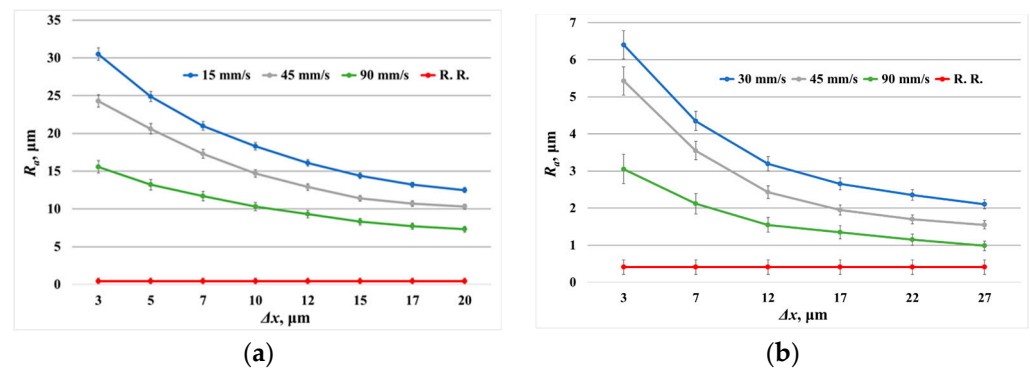 35
30
25
20
15
10
5
0
Ra, μm
15 mm/s 45 mm/s 90 mm/s R. R.
3 5 7 10 12 15 17 20
Δx, μm
(a)
7
6
5
4
3
2
1
0
Ra, μm
30 mm/s 45 mm/s 90 mm/s R. R.
3 7 12 17 22 27
Δx, μm
(b)